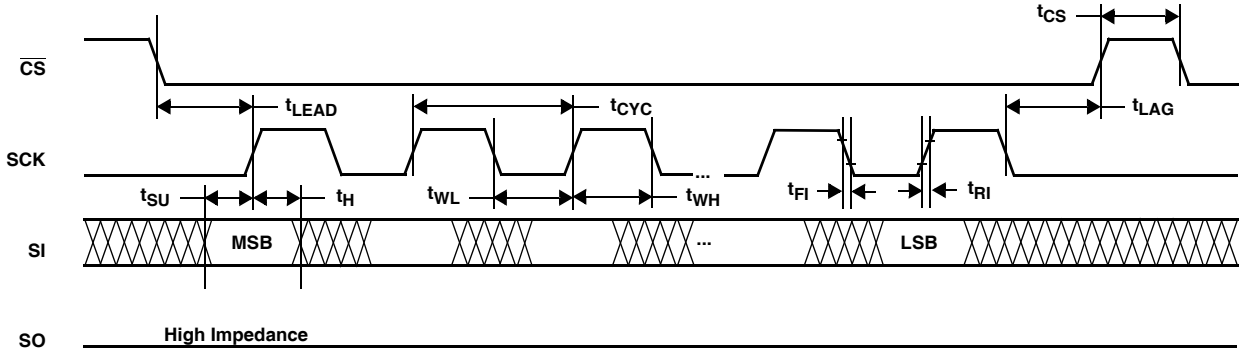 tCS
CS
tLEAD
tCYC
tLAG
SCK
...
tSU
tH
tWL
tWH
tFI
tRI
SI
MSB
...
LSB
SO
High Impedance